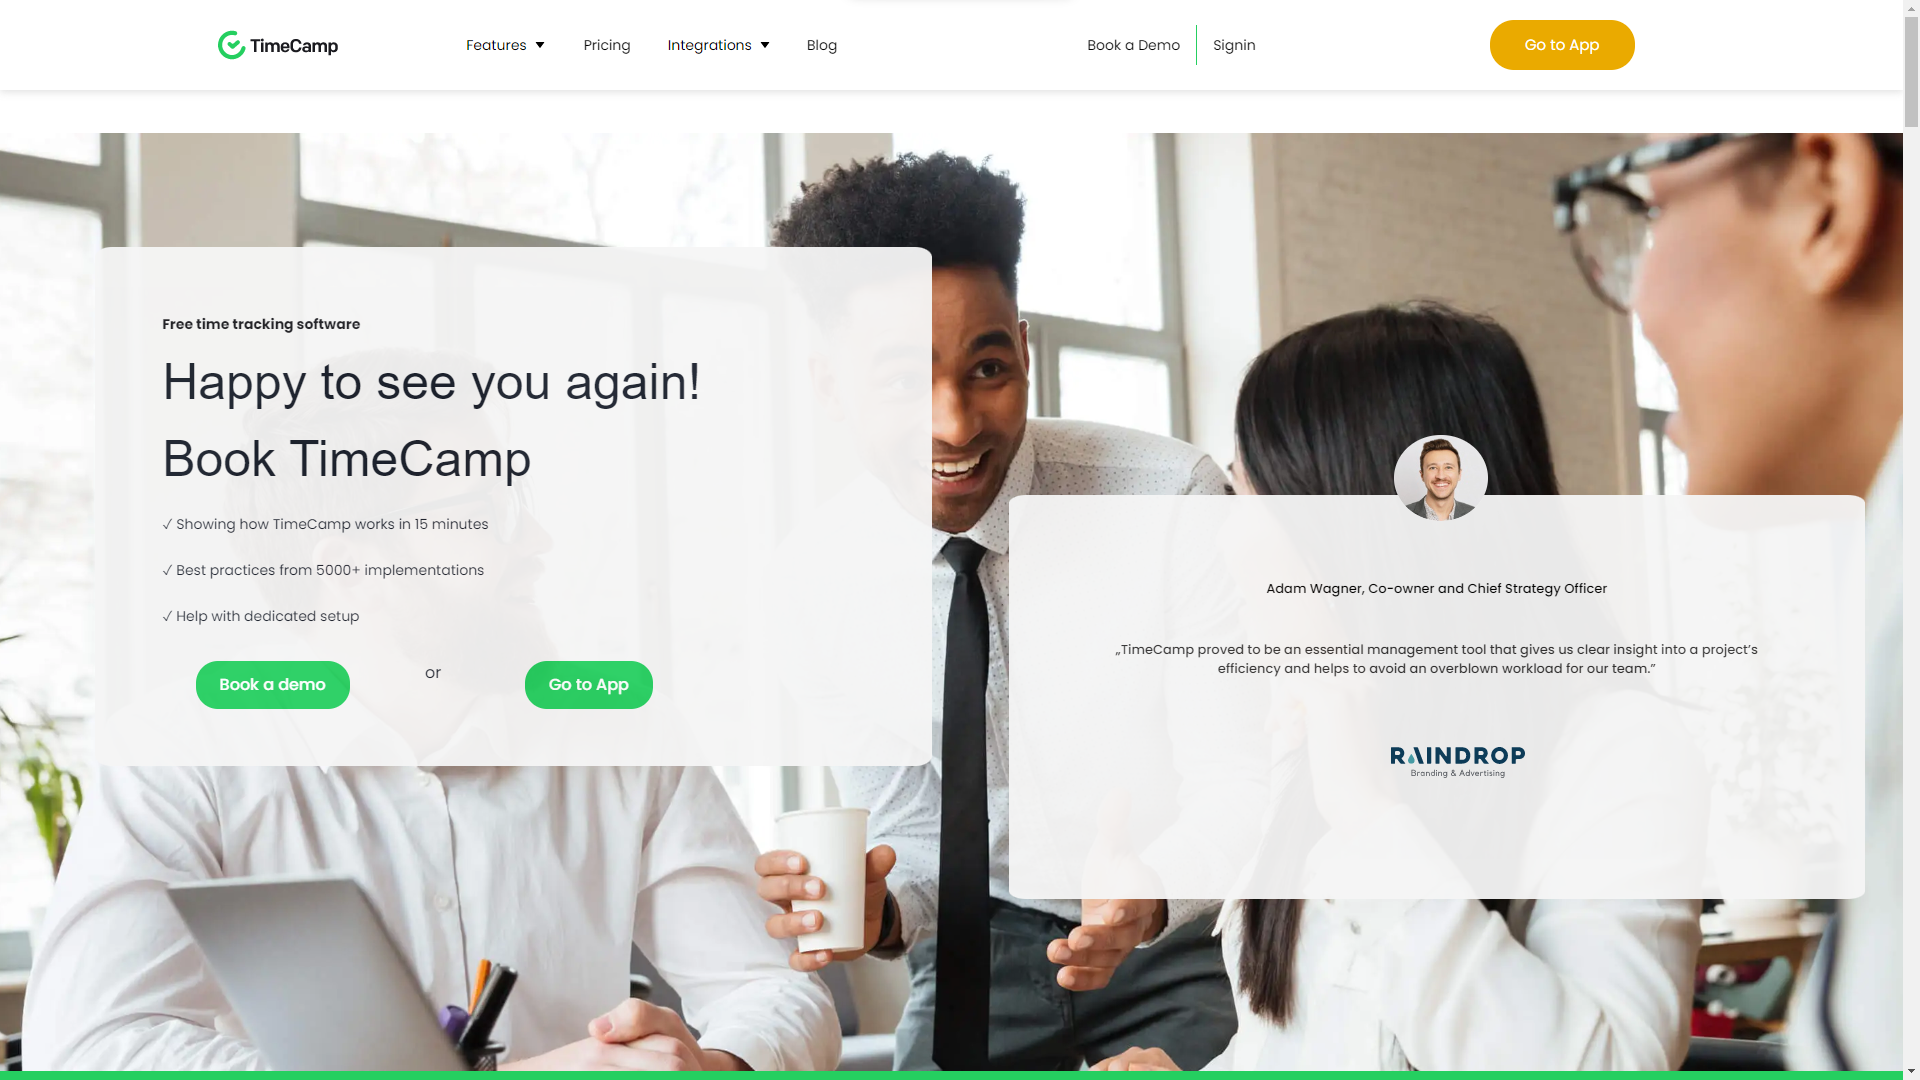 TimeCamp
Features
Pricing
Integrations
Blog
Book a Demo
Signin
Go to App
Free time tracking software
Happy to see you again!
Book TimeCamp
✓ Showing how TimeCamp works in 15 minutes
✓ Best practices from 5000+ implementations
✓ Help with dedicated setup
Book a demo
or
Go to App
Adam Wagner, Co-owner and Chief Strategy Officer
„TimeCamp proved to be an essential management tool that gives us clear insight into a project’s
efficiency and helps to avoid an overblown workload for our team.”
RAINDROP
Branding & Advertising